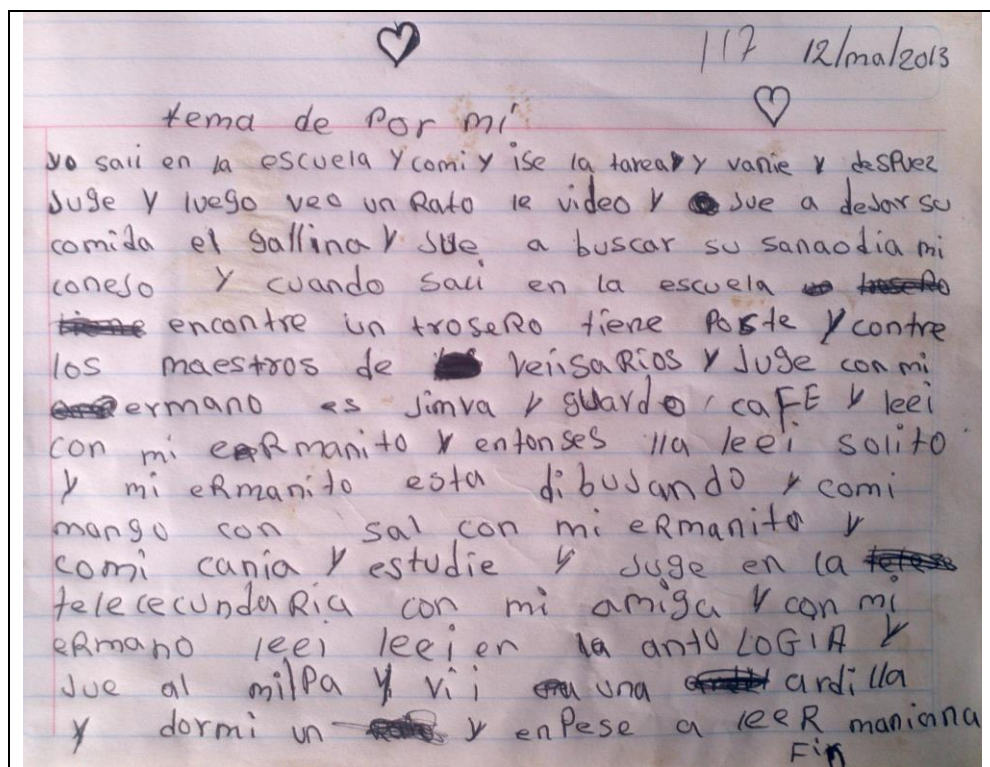 117 12/ma/2013
tema de Por mí
yo sali en la escuela y comi y ise la tarea y vanie y desPuez
Juge y luego veo un Rato le video y Jue a deJar su
comida el gallina y Jue a buscar su sanaodia mi
coneJo y cuando sali en la escuela
encontre un troseRo tiene Poste y contre
los maestros de veiisaRios y Juge con mi
ermano es Jimva y guardo caFE y leei
con mi eRmanito y entonses lla leei solito
y mi eRmanito esta dibuJando y comi
mango con sal con mi eRmanito y
comi cania y estudie y Juge en la
telececundaRia con mi amiga y con mi
eRmano leei leei en la antOLOGIA y
Jue al milPa y vii una ardilla
y dormi un y enPese a leeR manianna
Fin